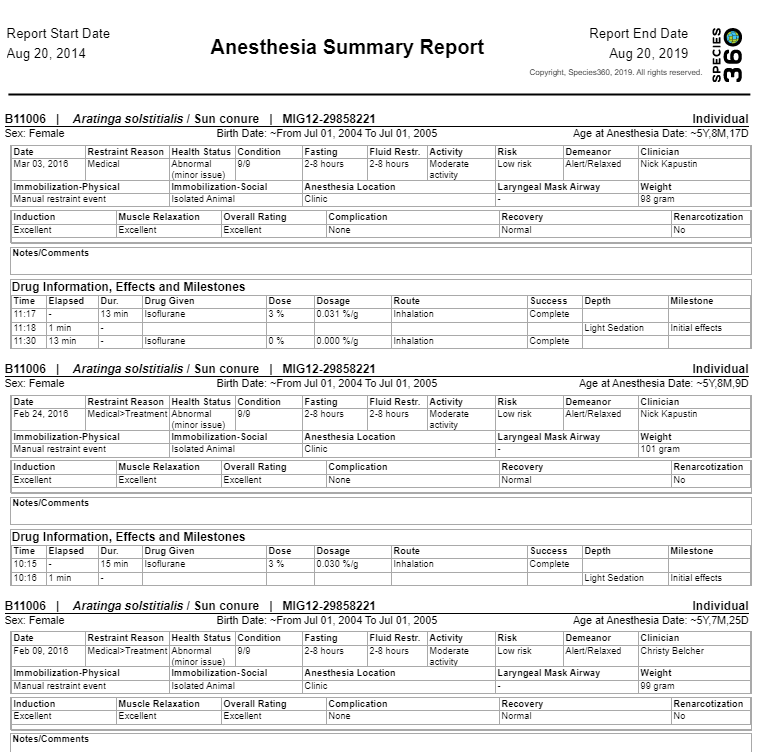 Report Start Date
Aug 20, 2014
Anesthesia Summary Report
Report End Date
Aug 20, 2019
Copyright, Species360, 2019. All rights reserved.
SPECIES
360
B11006 | Aratinga solstitialis / Sun conure | MIG12-29858221 Individual
Sex: Female Birth Date: ~From Jul 01, 2004 To Jul 01, 2005 Age at Anesthesia Date: ~5Y,8M,17D
Date Restraint Reason Health Status Condition Fasting Fluid Restr. Activity Risk Demeanor Clinician
Mar 03, 2016 Medical Abnormal 9/9 2-8 hours 2-8 hours Moderate Low risk Alert/Relaxed Nick Kapustin
(minor issue) activity
Immobilization-Physical Immobilization-Social Anesthesia Location Laryngeal Mask Airway Weight
Manual restraint event Isolated Animal Clinic - 98 gram
Induction Muscle Relaxation Overall Rating Complication Recovery Renarcotization
Excellent Excellent Excellent None Normal No
Notes/Comments
Drug Information, Effects and Milestones
Time Elapsed Dur. Drug Given Dose Dosage Route Success Depth Milestone
11:17 - 13 min Isoflurane 3 % 0.031 %/g Inhalation Complete
11:18 1 min - Light Sedation Initial effects
11:30 13 min - Isoflurane 0 % 0.000 %/g Inhalation Complete
B11006 | Aratinga solstitialis / Sun conure | MIG12-29858221 Individual
Sex: Female Birth Date: ~From Jul 01, 2004 To Jul 01, 2005 Age at Anesthesia Date: ~5Y,8M,9D
Date Restraint Reason Health Status Condition Fasting Fluid Restr. Activity Risk Demeanor Clinician
Feb 24, 2016 Medical>Treatment Abnormal 9/9 2-8 hours 2-8 hours Moderate Low risk Alert/Relaxed Nick Kapustin
(minor issue) activity
Immobilization-Physical Immobilization-Social Anesthesia Location Laryngeal Mask Airway Weight
Manual restraint event Isolated Animal Clinic - 101 gram
Induction Muscle Relaxation Overall Rating Complication Recovery Renarcotization
Excellent Excellent Excellent None Normal No
Notes/Comments
Drug Information, Effects and Milestones
Time Elapsed Dur. Drug Given Dose Dosage Route Success Depth Milestone
10:15 - 15 min Isoflurane 3 % 0.030 %/g Inhalation Complete
10:16 1 min - Light Sedation Initial effects
B11006 | Aratinga solstitialis / Sun conure | MIG12-29858221 Individual
Sex: Female Birth Date: ~From Jul 01, 2004 To Jul 01, 2005 Age at Anesthesia Date: ~5Y,7M,25D
Date Restraint Reason Health Status Condition Fasting Fluid Restr. Activity Risk Demeanor Clinician
Feb 09, 2016 Medical>Treatment Abnormal 9/9 2-8 hours 2-8 hours Moderate Low risk Alert/Relaxed Christy Belcher
(minor issue) activity
Immobilization-Physical Immobilization-Social Anesthesia Location Laryngeal Mask Airway Weight
Manual restraint event Isolated Animal Clinic - 99 gram
Induction Muscle Relaxation Overall Rating Complication Recovery Renarcotization
Excellent Excellent Excellent None Normal No
Notes/Comments